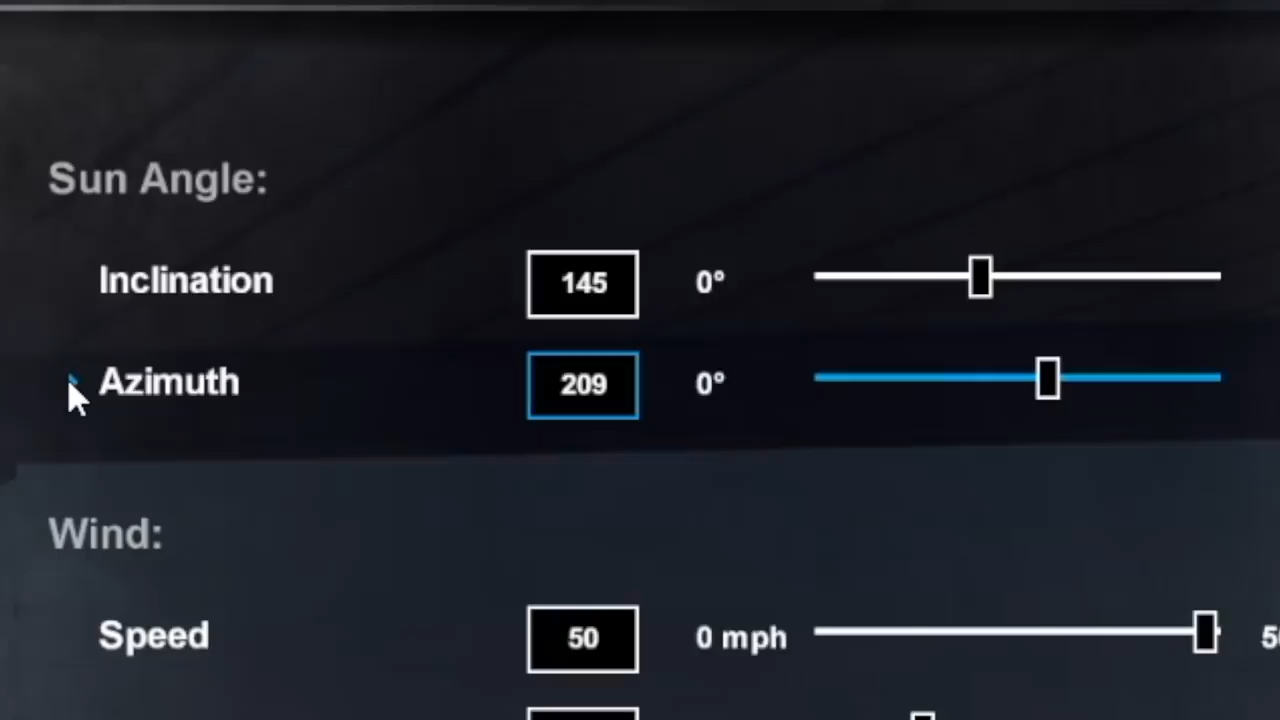 Sun Angle:
Inclination 145 0°
Azimuth 209 0°
Wind:
Speed 50 0 mph